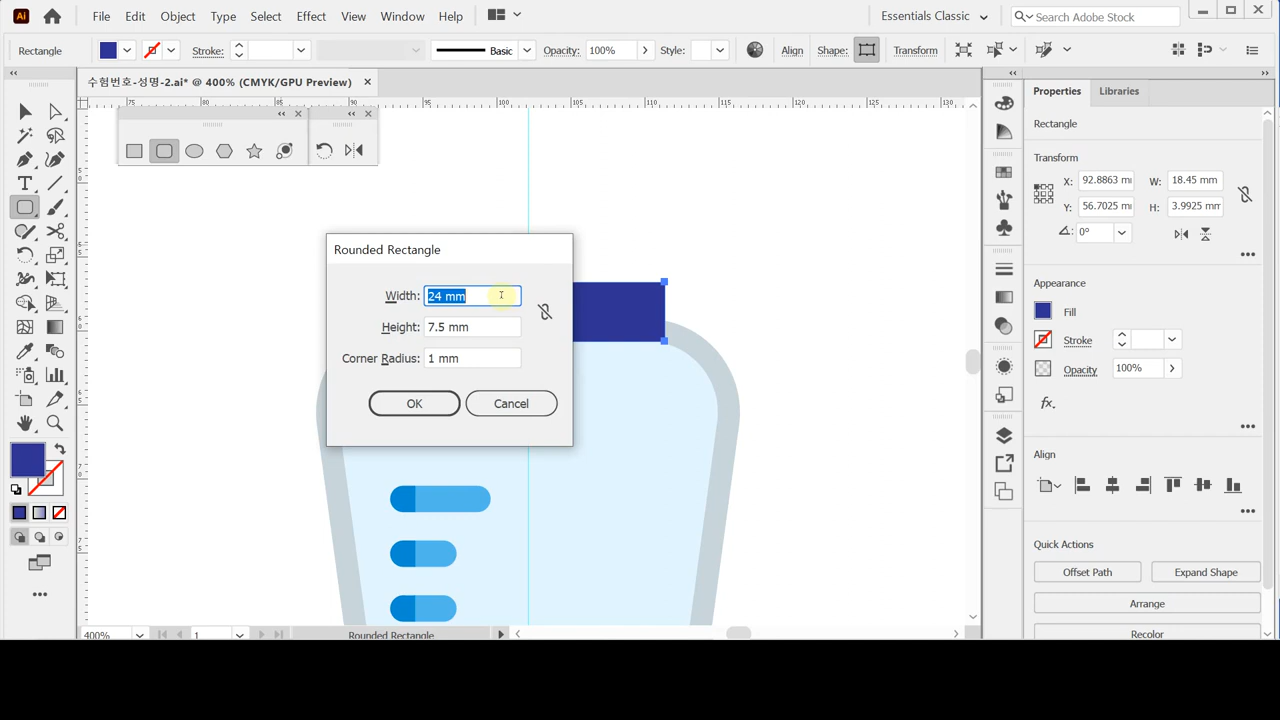 Ai File Edit Object Type Select Effect View Window Help Essentials Classic Search Adobe Stock
Rectangle Stroke: Basic Opacity: 100% Style: Align Shape: Transform
수험번호-성명-2.ai* @ 400% (CMYK/GPU Preview)
75 80 85 90 95 100 105 110 115 120 125 130
Properties Libraries
Rectangle
Transform
X: 92.8863 mm W: 18.45 mm
Y: 56.7025 mm H: 3.9925 mm
0°
Rounded Rectangle
Width: 24 mm
Height: 7.5 mm
Corner Radius: 1 mm
OK Cancel
Appearance
Fill
Stroke
Opacity 100%
fx.
Align
Quick Actions
Offset Path Expand Shape
Arrange
Recolor
400% 1 Rounded Rectangle